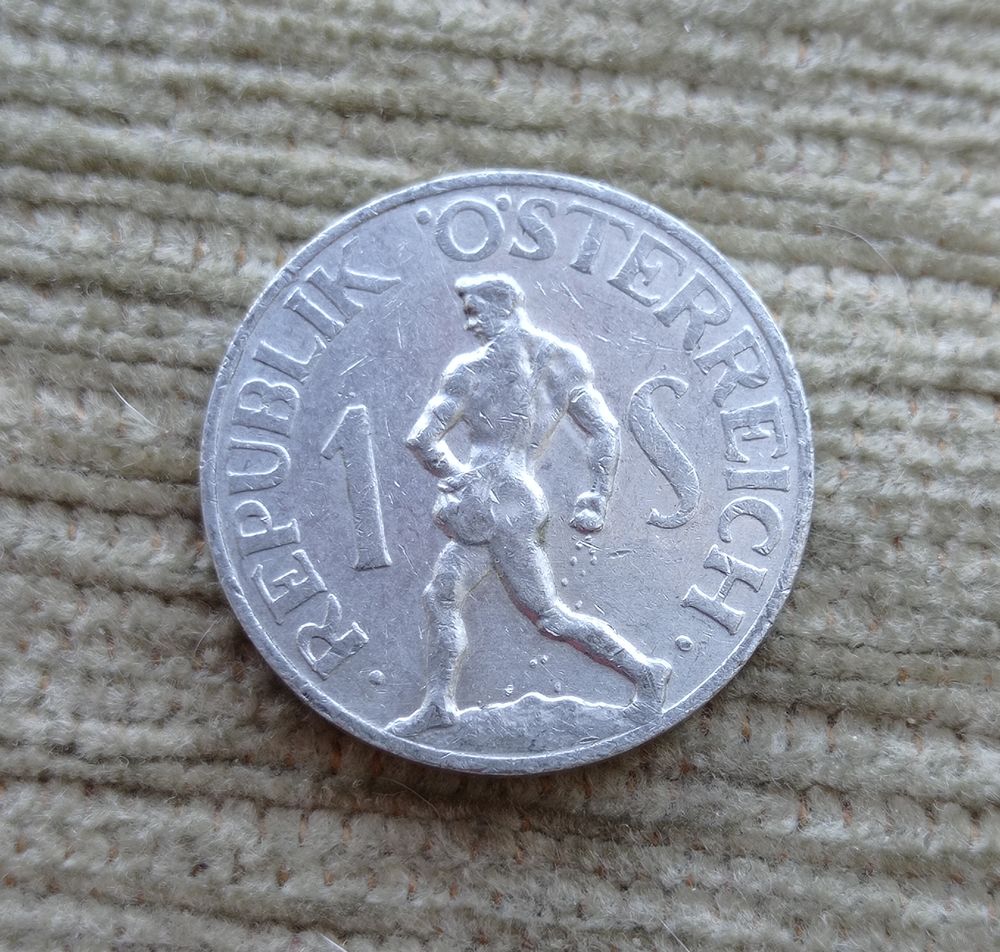 · REPUBLIK ÖSTERREICH ·
1 S